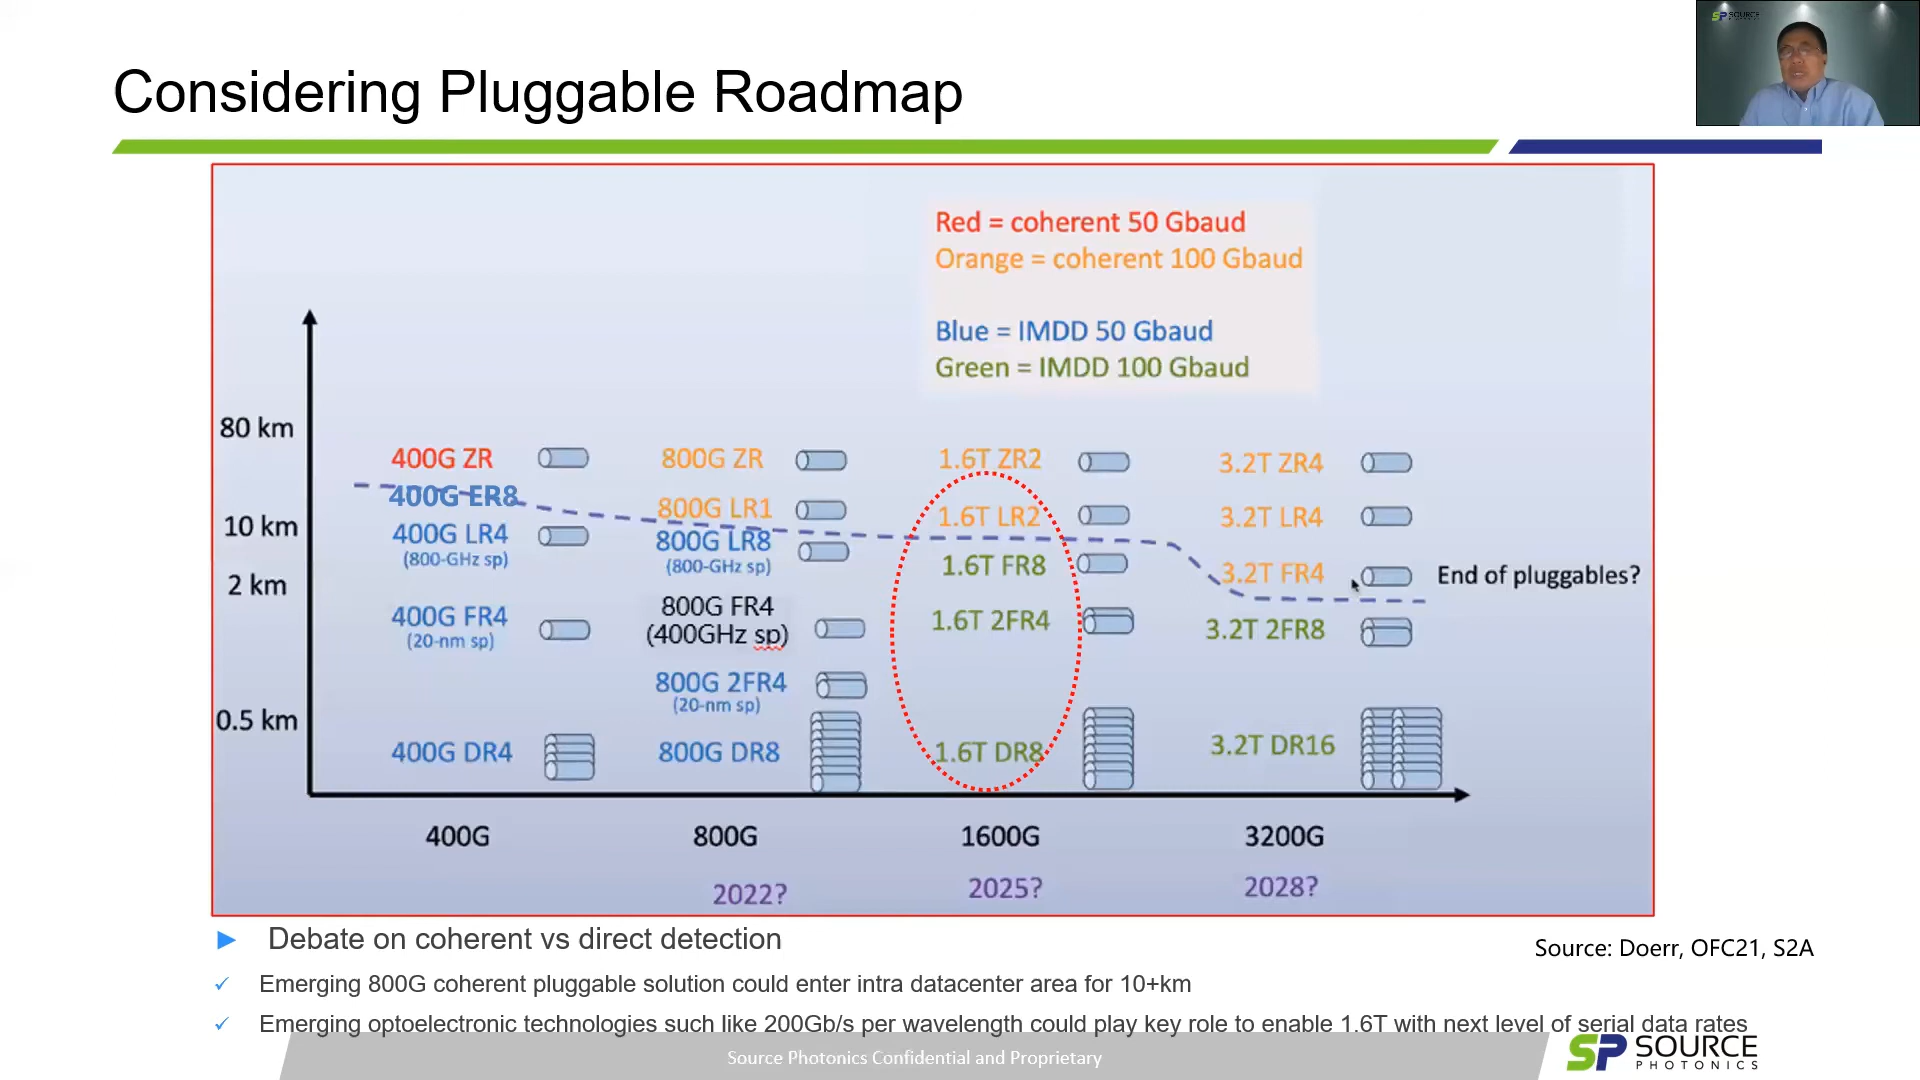 Considering Pluggable Roadmap
SP SOURCE
Red = coherent 50 Gbaud
Orange = coherent 100 Gbaud
Blue = IMDD 50 Gbaud
Green = IMDD 100 Gbaud
80 km
400G ZR
800G ZR
1.6T ZR2
3.2T ZR4
400G ER8
800G LR1
1.6T LR2
3.2T LR4
10 km
400G LR4
(800-GHz sp)
800G LR8
(800-GHz sp)
1.6T FR8
3.2T FR4
End of pluggables?
2 km
400G FR4
(20-nm sp)
800G FR4
(400GHz sp)
1.6T 2FR4
3.2T 2FR8
800G 2FR4
(20-nm sp)
0.5 km
400G DR4
800G DR8
1.6T DR8
3.2T DR16
400G
800G
1600G
3200G
2022?
2025?
2028?
Debate on coherent vs direct detection
Source: Doerr, OFC21, S2A
Emerging 800G coherent pluggable solution could enter intra datacenter area for 10+km
Emerging optoelectronic technologies such like 200Gb/s per wavelength could play key role to enable 1.6T with next level of serial data rates
Source Photonics Confidential and Proprietary
SP SOURCE
PHOTONICS